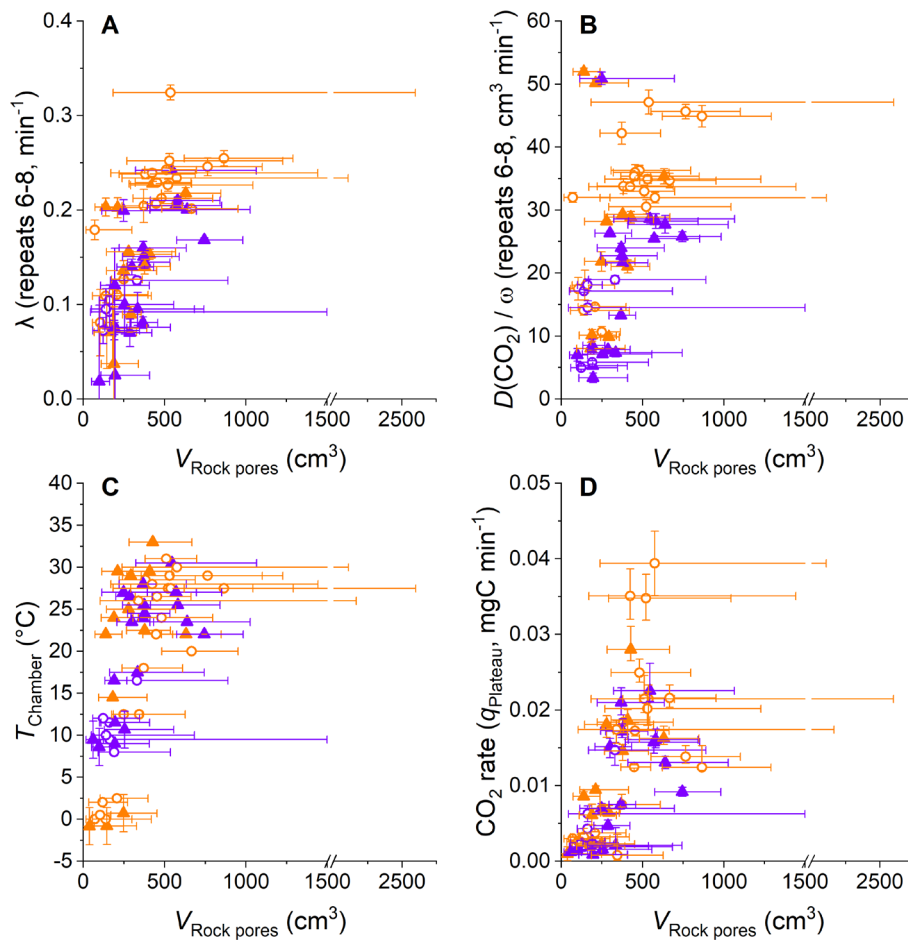 A
0.4
0.3
0.2
0.1
0.0
λ (repeats 6-8, min⁻¹)
0 500 1000 1500 2500
V_Rock pores (cm³)
B
60
50
40
30
20
10
0
D(CO₂) / ω (repeats 6-8, cm³ min⁻¹)
0 500 1000 1500 2500
V_Rock pores (cm³)
C
40
35
30
25
20
15
10
5
0
-5
T_Chamber (°C)
0 500 1000 1500 2500
V_Rock pores (cm³)
D
0.05
0.04
0.03
0.02
0.01
0.00
CO₂ rate (q_Plateau, mgC min⁻¹)
0 500 1000 1500 2500
V_Rock pores (cm³)